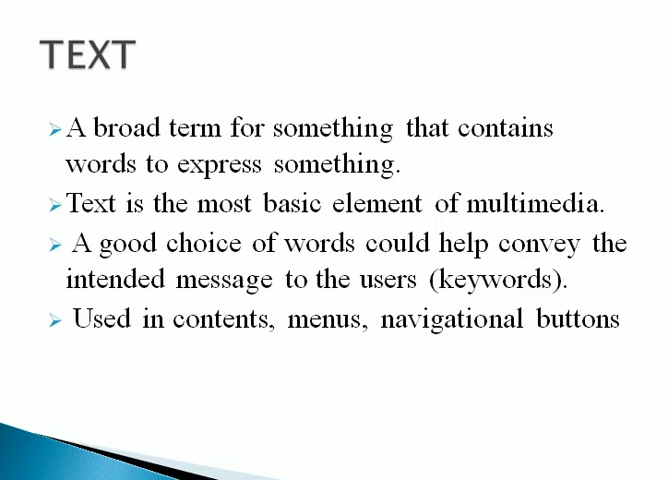 TEXT
➢A broad term for something that contains
words to express something.
➢Text is the most basic element of multimedia.
➢ A good choice of words could help convey the
intended message to the users (keywords).
➢ Used in contents, menus, navigational buttons